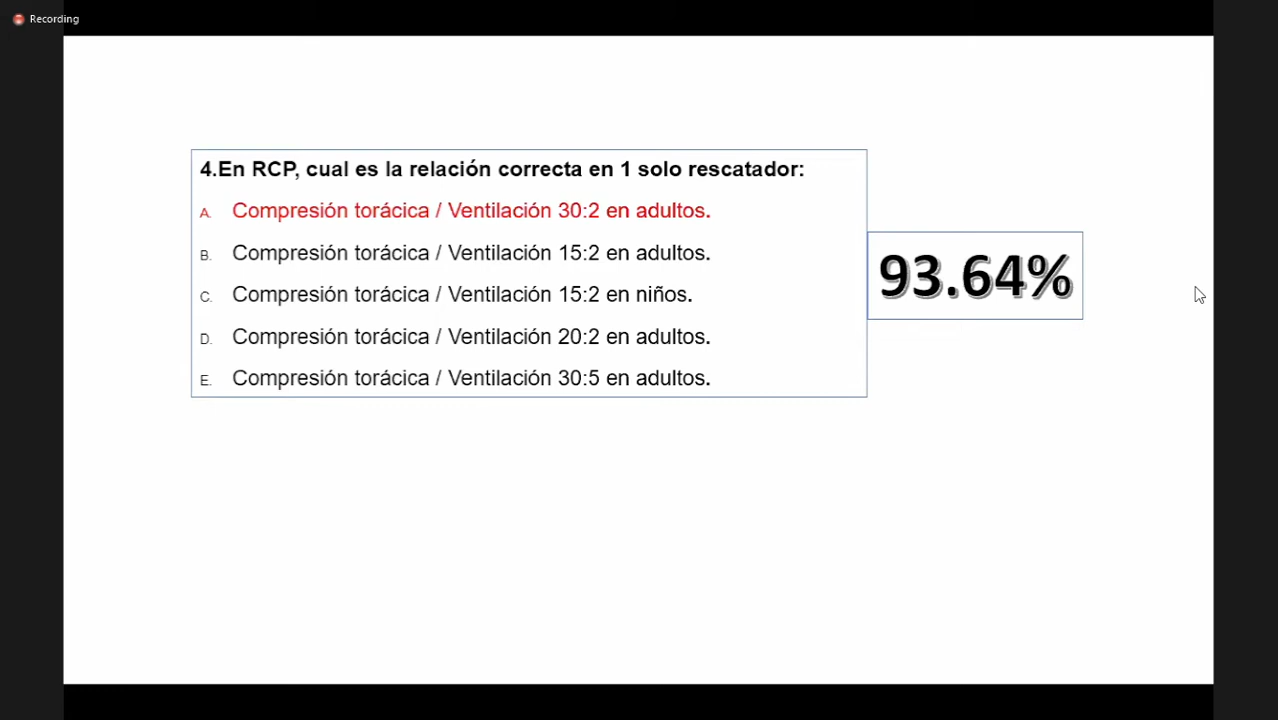 Recording
4.En RCP, cual es la relación correcta en 1 solo rescatador:
A. Compresión torácica / Ventilación 30:2 en adultos.
B. Compresión torácica / Ventilación 15:2 en adultos.
C. Compresión torácica / Ventilación 15:2 en niños.
D. Compresión torácica / Ventilación 20:2 en adultos.
E. Compresión torácica / Ventilación 30:5 en adultos.
93.64%